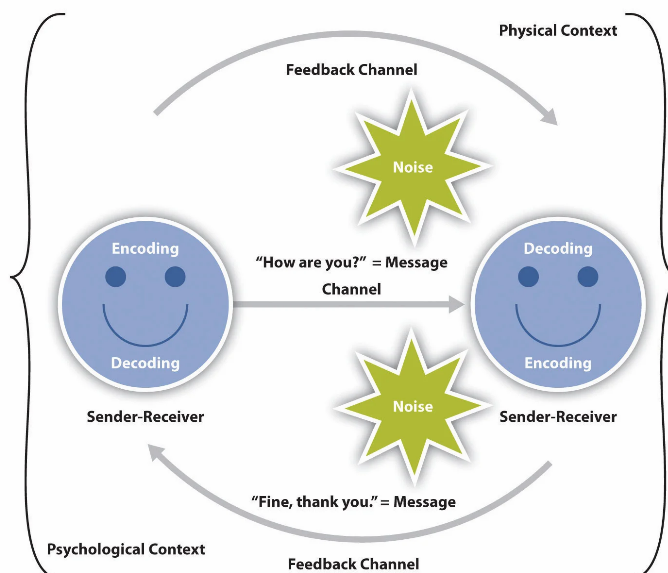 Physical Context
Feedback Channel
Noise
Encoding
Decoding
“How are you?” = Message
Channel
Decoding
Encoding
Noise
Sender-Receiver
Sender-Receiver
“Fine, thank you.” = Message
Psychological Context
Feedback Channel